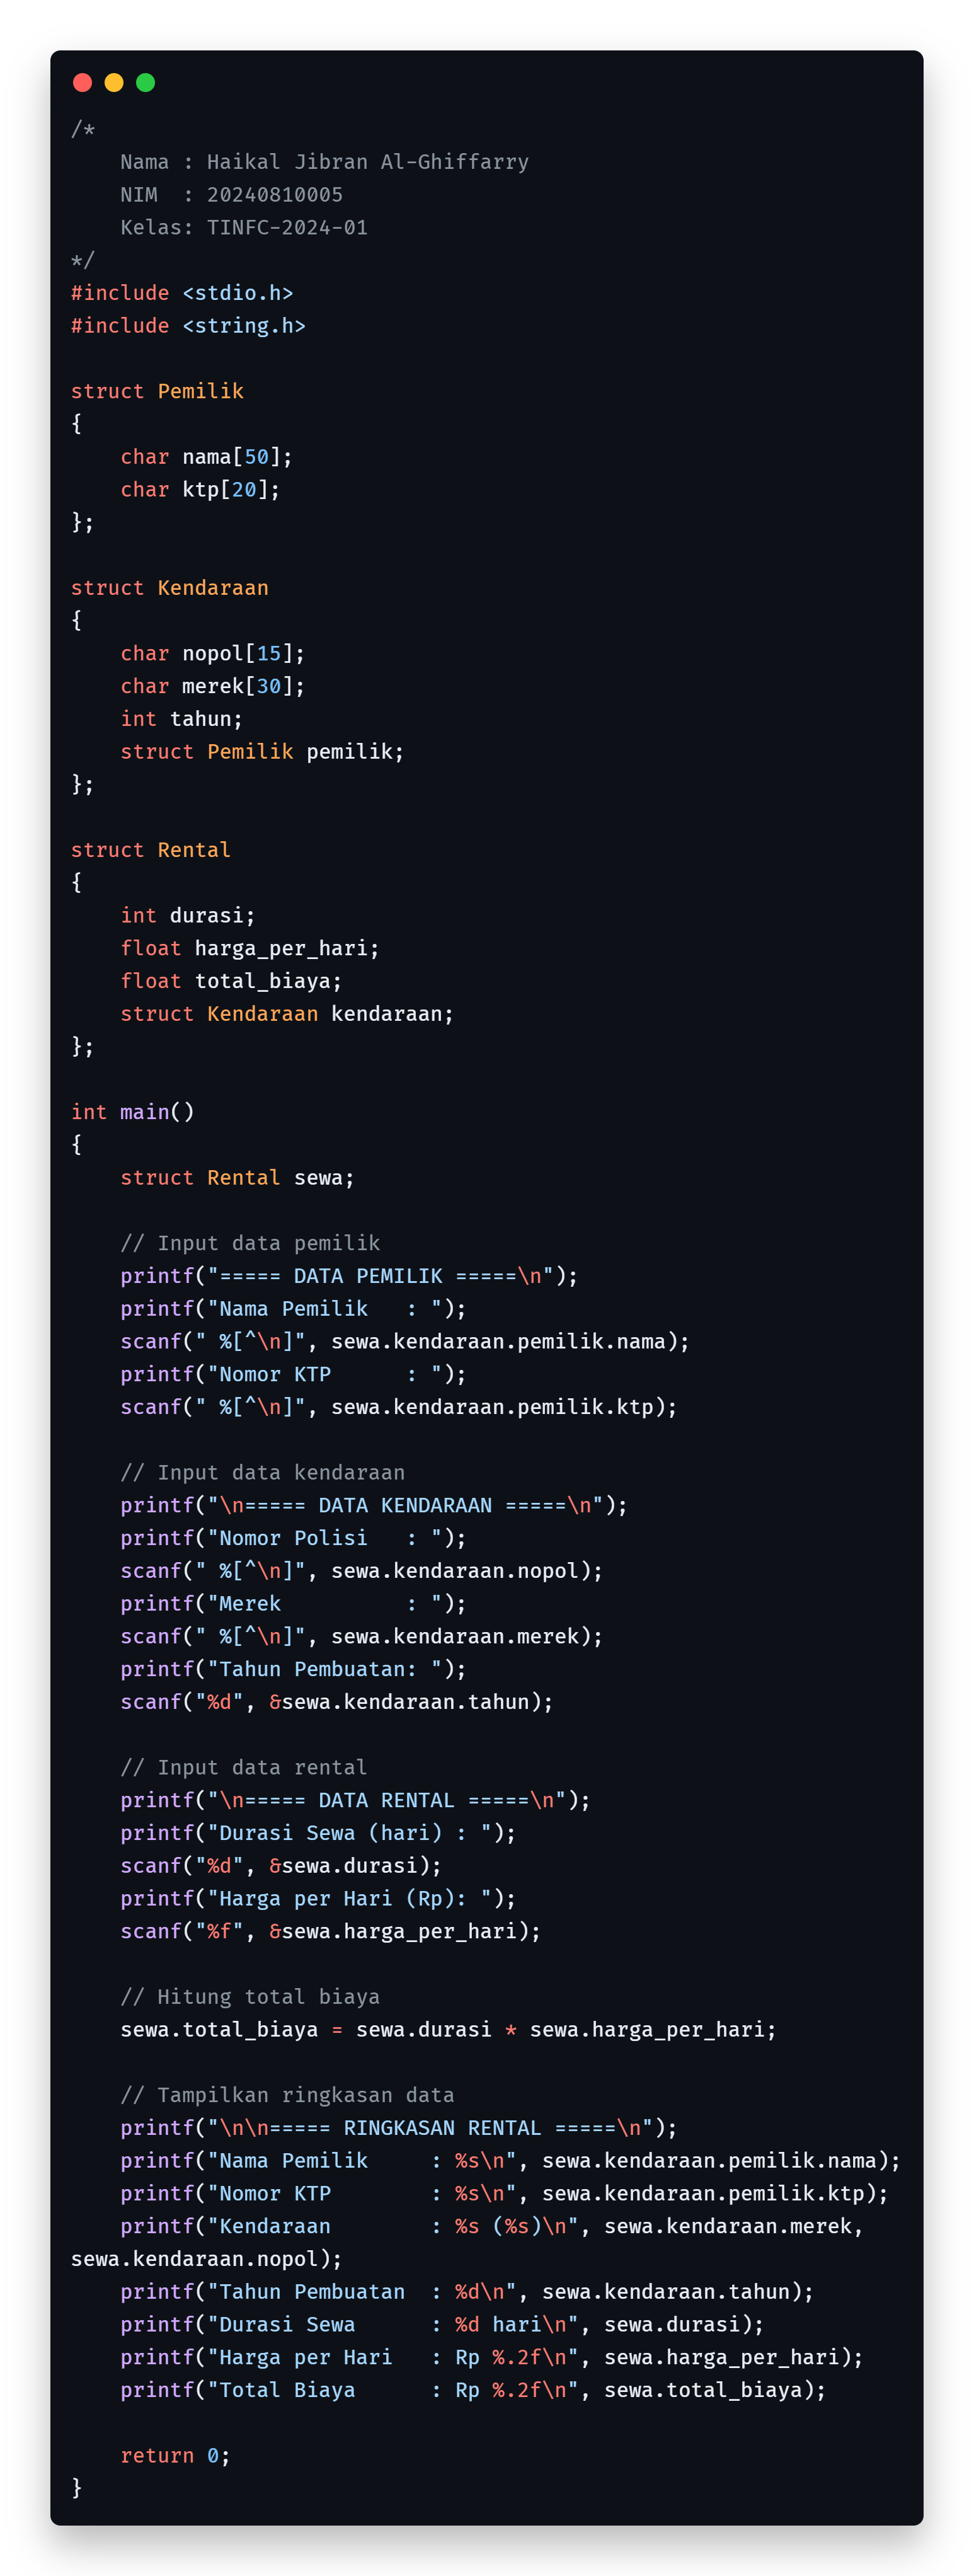 /*
    Nama : Haikal Jibran Al-Ghiffarry
    NIM  : 20240810005
    Kelas: TINFC-2024-01
*/
#include <stdio.h>
#include <string.h>

struct Pemilik
{
    char nama[50];
    char ktp[20];
};

struct Kendaraan
{
    char nopol[15];
    char merek[30];
    int tahun;
    struct Pemilik pemilik;
};

struct Rental
{
    int durasi;
    float harga_per_hari;
    float total_biaya;
    struct Kendaraan kendaraan;
};

int main()
{
    struct Rental sewa;

    // Input data pemilik
    printf("===== DATA PEMILIK =====\n");
    printf("Nama Pemilik   : ");
    scanf(" %[^\n]", sewa.kendaraan.pemilik.nama);
    printf("Nomor KTP      : ");
    scanf(" %[^\n]", sewa.kendaraan.pemilik.ktp);

    // Input data kendaraan
    printf("\n===== DATA KENDARAAN =====\n");
    printf("Nomor Polisi   : ");
    scanf(" %[^\n]", sewa.kendaraan.nopol);
    printf("Merek          : ");
    scanf(" %[^\n]", sewa.kendaraan.merek);
    printf("Tahun Pembuatan: ");
    scanf("%d", &sewa.kendaraan.tahun);

    // Input data rental
    printf("\n===== DATA RENTAL =====\n");
    printf("Durasi Sewa (hari) : ");
    scanf("%d", &sewa.durasi);
    printf("Harga per Hari (Rp): ");
    scanf("%f", &sewa.harga_per_hari);

    // Hitung total biaya
    sewa.total_biaya = sewa.durasi * sewa.harga_per_hari;

    // Tampilkan ringkasan data
    printf("\n\n===== RINGKASAN RENTAL =====\n");
    printf("Nama Pemilik     : %s\n", sewa.kendaraan.pemilik.nama);
    printf("Nomor KTP        : %s\n", sewa.kendaraan.pemilik.ktp);
    printf("Kendaraan        : %s (%s)\n", sewa.kendaraan.merek,
sewa.kendaraan.nopol);
    printf("Tahun Pembuatan  : %d\n", sewa.kendaraan.tahun);
    printf("Durasi Sewa      : %d hari\n", sewa.durasi);
    printf("Harga per Hari   : Rp %.2f\n", sewa.harga_per_hari);
    printf("Total Biaya      : Rp %.2f\n", sewa.total_biaya);

    return 0;
}